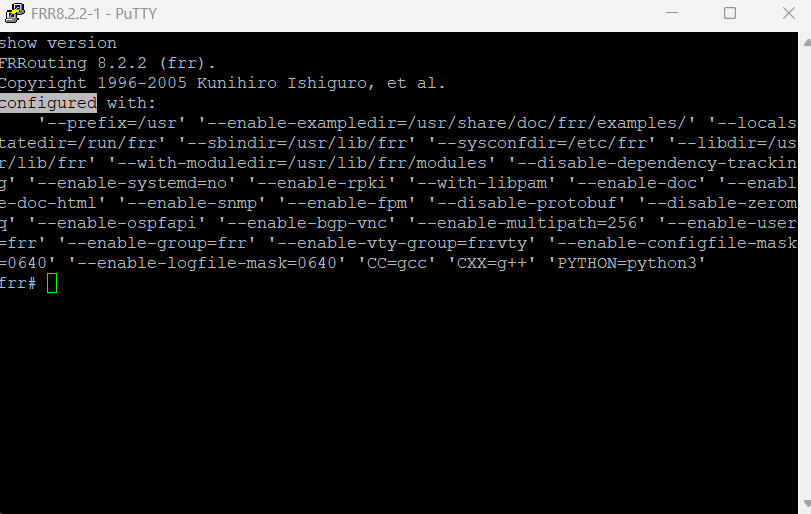 FRR8.2.2-1 - PuTTY
show version
FRRouting 8.2.2 (frr).
Copyright 1996-2005 Kunihiro Ishiguro, et al.
configured with:
'--prefix=/usr' '--enable-exampledir=/usr/share/doc/frr/examples/' '--locals
tatedir=/run/frr' '--sbindir=/usr/lib/frr' '--sysconfdir=/etc/frr' '--libdir=/us
r/lib/frr' '--with-moduledir=/usr/lib/frr/modules' '--disable-dependency-trackin
g' '--enable-systemd=no' '--enable-rpki' '--with-libpam' '--enable-doc' '--enabl
e-doc-html' '--enable-snmp' '--enable-fpm' '--disable-protobuf' '--disable-zerom
q' '--enable-ospfapi' '--enable-bgp-vnc' '--enable-multipath=256' '--enable-user
=frr' '--enable-group=frr' '--enable-vty-group=frrvty' '--enable-configfile-mask
=0640' '--enable-logfile-mask=0640' 'CC=gcc' 'CXX=g++' 'PYTHON=python3'
frr#